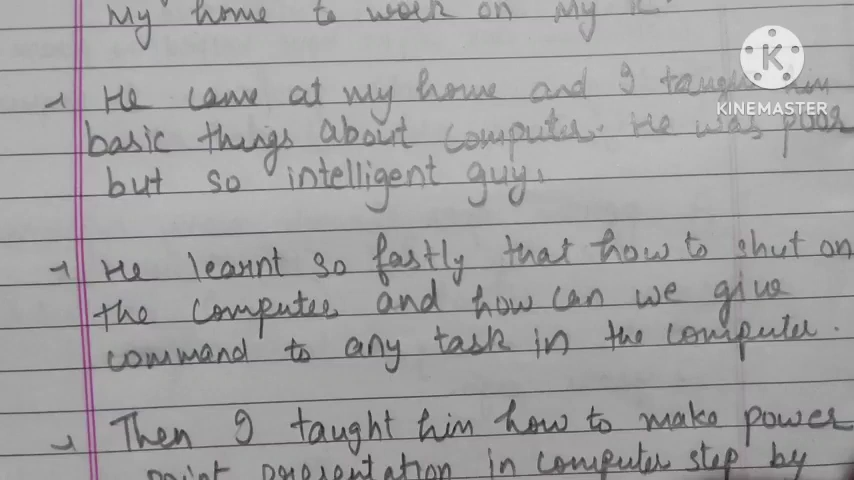 My home to work on my
→ He came at my home and I taught him
basic things about computer. He was poor
but so intelligent guy.
→ He learnt so fastly that how to shut on
the computer and how can we give
command to any task in the computer.
→ Then I taught him how to make power
point presentation in computer step by
K
KINEMASTER